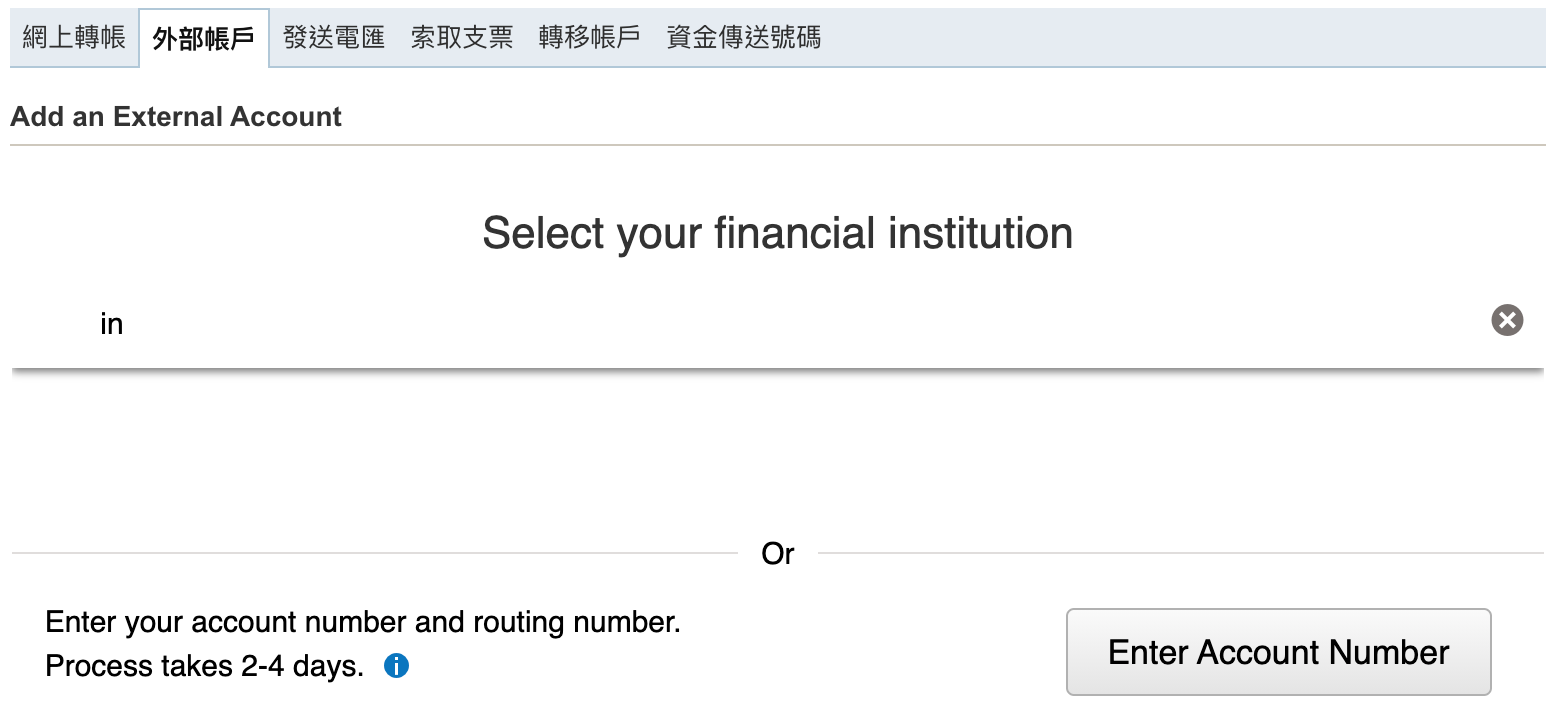 網上轉帳 外部帳戶 發送電匯 索取支票 轉移帳戶 資金傳送號碼
Add an External Account
Select your financial institution
in
Or
Enter your account number and routing number.
Process takes 2-4 days.
Enter Account Number